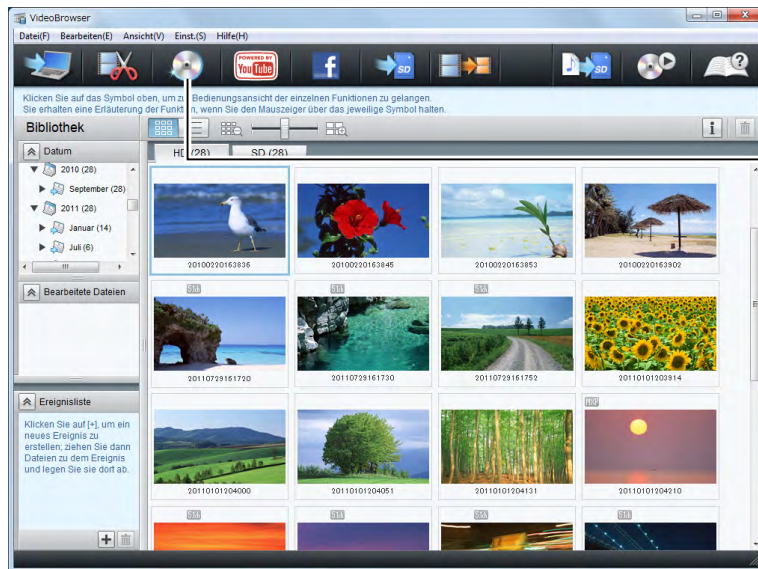 VideoBrowser
Datei(F) Bearbeiten(E) Ansicht(V) Einst.(S) Hilfe(H)
POWERED BY
YouTube
f
SD
SD
?
Klicken Sie auf das Symbol oben, um zur Bedienungsansicht der einzelnen Funktionen zu gelangen.
Sie erhalten eine Erläuterung der Funktion, wenn Sie den Mauszeiger über das jeweilige Symbol halten.
Bibliothek
i
Datum
2010 (28)
September (28)
2011 (28)
Januar (14)
Juli (6)
Bearbeitete Dateien
Ereignisliste
Klicken Sie auf [+], um ein
neues Ereignis zu
erstellen; ziehen Sie dann
Dateien zu dem Ereignis
und legen Sie sie dort ab.
HD (28) SD (28)
20100220163836 20100220163845 20100220163853 20100220163902
20110729161720 20110729161730 20110729161752 20110101203914
20110101204000 20110101204051 20110101204131 20110101204210